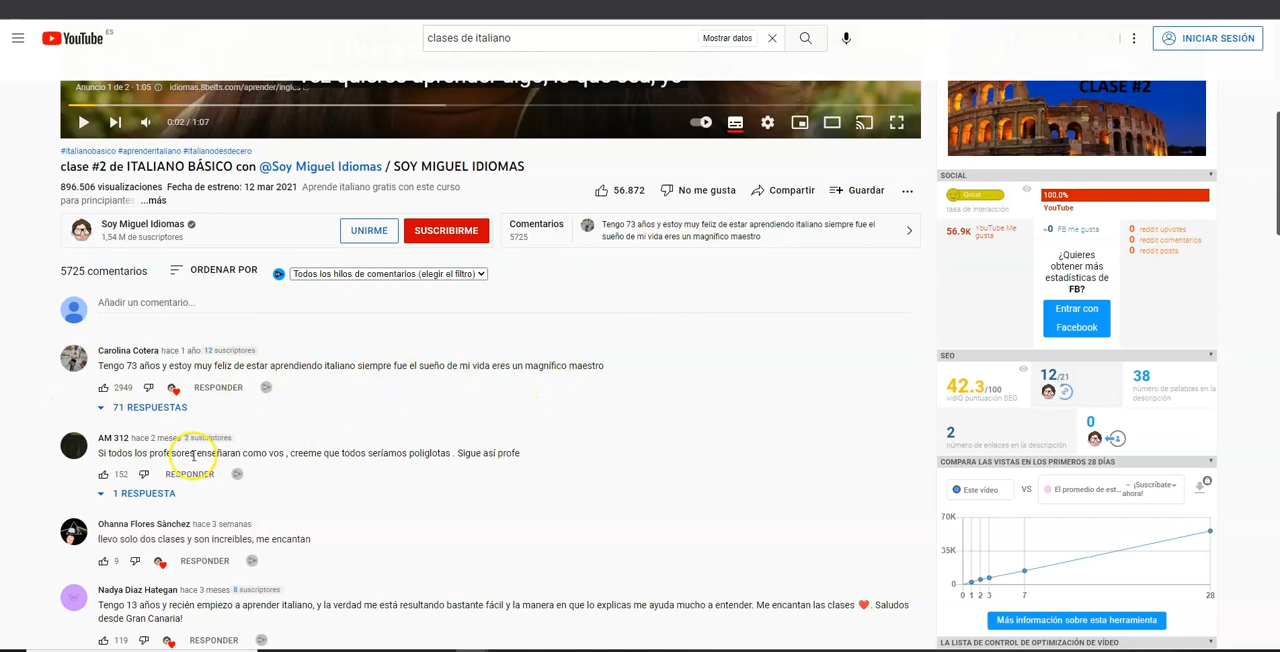 YouTube ES
clases de italiano
Mostrar datos
INICIAR SESIÓN
Anuncio 1 de 2 · 1:05 idiomas.8belts.com/aprender/ingles
0:02 / 1:07
CLASE #2
#italianobasico #aprenderitaliano #italianodesdecero
clase #2 de ITALIANO BÁSICO con @Soy Miguel Idiomas / SOY MIGUEL IDIOMAS
896.506 visualizaciones Fecha de estreno: 12 mar 2021 Aprende italiano gratis con este curso
para principiantes ...más
56.872
No me gusta
Compartir
Guardar
Soy Miguel Idiomas
1,54 M de suscriptores
UNIRME
SUSCRIBIRME
Comentarios
5725
Tengo 73 años y estoy muy feliz de estar aprendiendo italiano siempre fue el
sueño de mi vida eres un magnífico maestro
5725 comentarios
ORDENAR POR
Todos los hilos de comentarios (elegir el filtro)
Añadir un comentario...
Carolina Cotera hace 1 año 12 suscriptores
Tengo 73 años y estoy muy feliz de estar aprendiendo italiano siempre fue el sueño de mi vida eres un magnífico maestro
2949 RESPONDER
71 RESPUESTAS
AM 312 hace 2 meses 2 suscriptores
Si todos los profesores enseñaran como vos , creeme que todos seríamos poliglotas . Sigue así profe
152 RESPONDER
1 RESPUESTA
Ohanna Flores Sànchez hace 3 semanas
llevo solo dos clases y son increibles, me encantan
9 RESPONDER
Nadya Diaz Hategan hace 3 meses 8 suscriptores
Tengo 13 años y recién empiezo a aprender italiano, y la verdad me está resultando bastante fácil y la manera en que lo explicas me ayuda mucho a entender. Me encantan las clases ❤️. Saludos
desde Gran Canaria!
119 RESPONDER
SOCIAL
Great
tasa de interacción
100.0%
YouTube
56.9K YouTube Me
gusta
≈0 FB me gusta
¿Quieres
obtener más
estadísticas de
FB?
Entrar con
Facebook
0 reddit upvotes
0 reddit comentarios
0 reddit posts
SEO
42.3/100
vidIQ puntuación SEO
12/21
38
número de palabras en la
descripción
2
número de enlaces en la descripción
0
COMPARA LAS VISTAS EN LOS PRIMEROS 28 DÍAS
Este vídeo
VS
El promedio de est...
– ¡Suscríbate
ahora!
70K
35K
0
0 1 2 3 7 28
Más información sobre esta herramienta
LA LISTA DE CONTROL DE OPTIMIZACIÓN DE VÍDEO